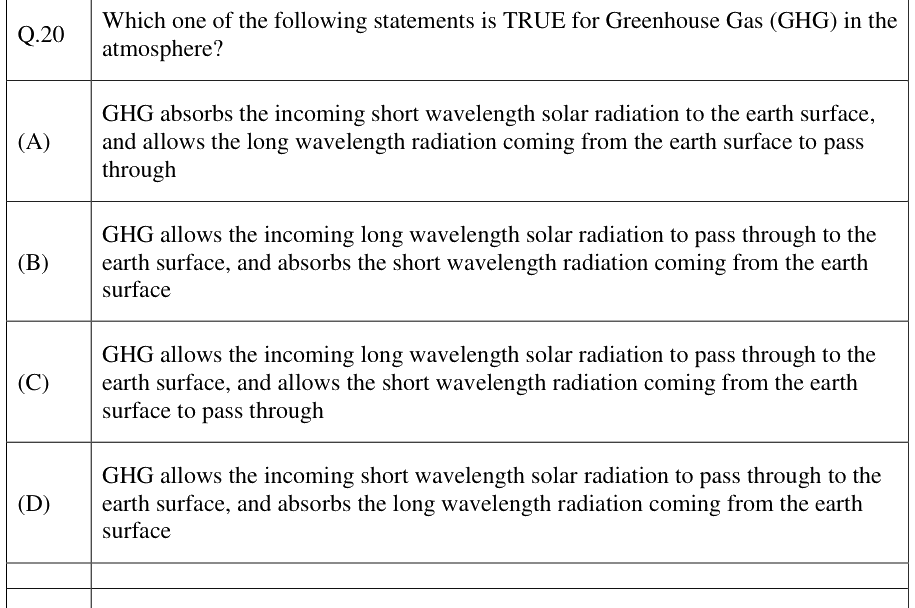 Q.20
Which one of the following statements is TRUE for Greenhouse Gas (GHG) in the
atmosphere?
(A)
GHG absorbs the incoming short wavelength solar radiation to the earth surface,
and allows the long wavelength radiation coming from the earth surface to pass
through
(B)
GHG allows the incoming long wavelength solar radiation to pass through to the
earth surface, and absorbs the short wavelength radiation coming from the earth
surface
(C)
GHG allows the incoming long wavelength solar radiation to pass through to the
earth surface, and allows the short wavelength radiation coming from the earth
surface to pass through
(D)
GHG allows the incoming short wavelength solar radiation to pass through to the
earth surface, and absorbs the long wavelength radiation coming from the earth
surface